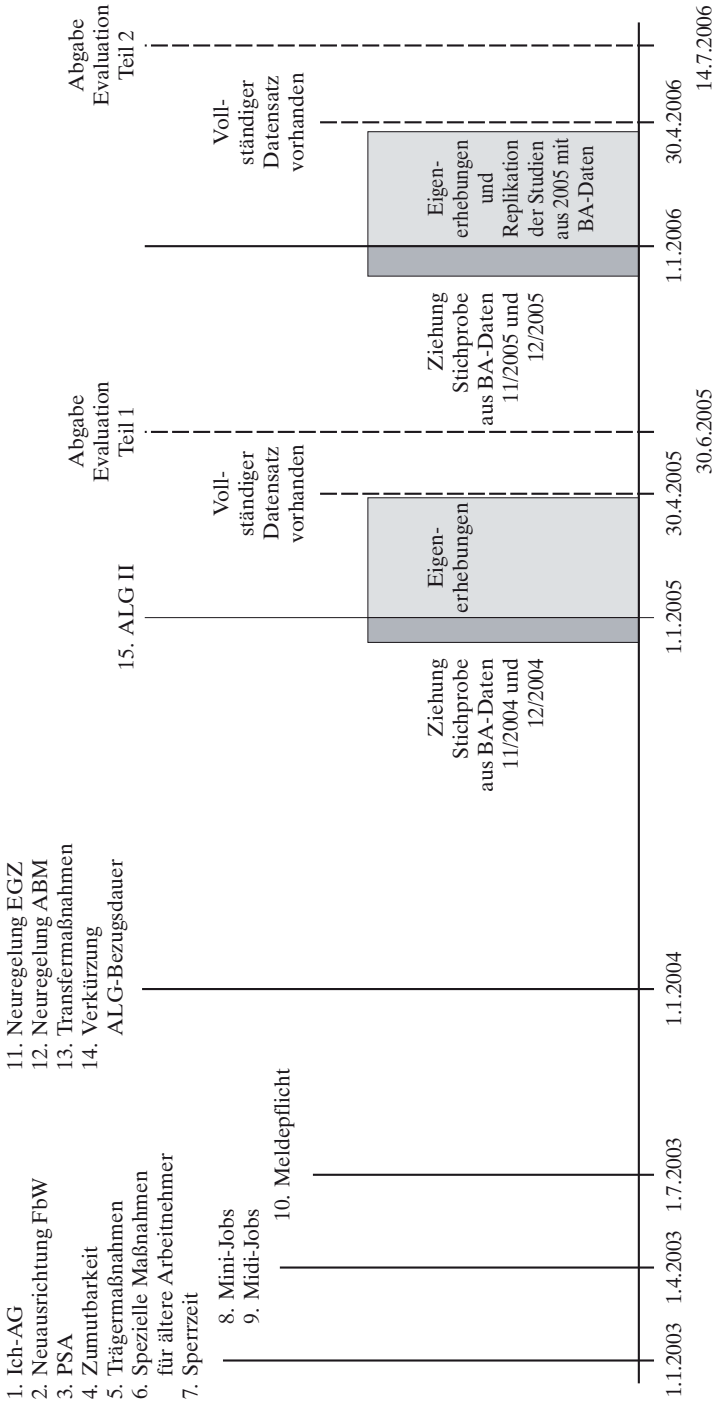 1. Ich-AG
2. Neuausrichtung FbW
3. PSA
4. Zumutbarkeit
5. Trägermaßnahmen
6. Spezielle Maßnahmen
für ältere Arbeitnehmer
7. Sperrzeit
8. Mini-Jobs
9. Midi-Jobs
10. Meldepflicht
11. Neuregelung EGZ
12. Neuregelung ABM
13. Transfermaßnahmen
14. Verkürzung
ALG-Bezugsdauer
15. ALG II
Abgabe
Evaluation
Teil 1
Voll-
ständiger
Datensatz
vorhanden
Abgabe
Evaluation
Teil 2
Voll-
ständiger
Datensatz
vorhanden
Ziehung
Stichprobe
aus BA-Daten
11/2004 und
12/2004
Eigen-
erhebungen
Ziehung
Stichprobe
aus BA-Daten
11/2005 und
12/2005
Eigen-
erhebungen
und
Replikation
der Studien
aus 2005 mit
BA-Daten
1.1.2003
1.4.2003
1.7.2003
1.1.2004
1.1.2005
30.4.2005
30.6.2005
1.1.2006
30.4.2006
14.7.2006